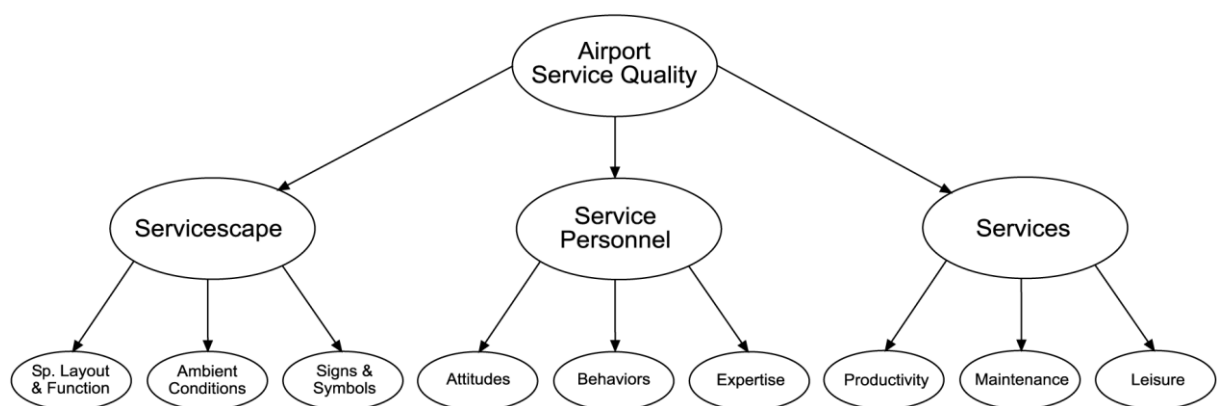 Airport
Service Quality
Servicescape
Service
Personnel
Services
Sp. Layout
& Function
Ambient
Conditions
Signs &
Symbols
Attitudes
Behaviors
Expertise
Productivity
Maintenance
Leisure